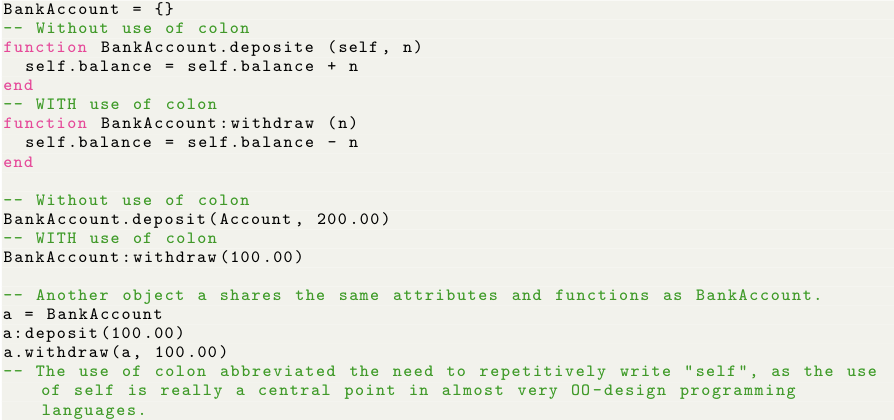 BankAccount = {}
-- Without use of colon
function BankAccount.deposite (self, n)
  self.balance = self.balance + n
end
-- WITH use of colon
function BankAccount:withdraw (n)
  self.balance = self.balance - n
end

-- Without use of colon
BankAccount.deposit(Account, 200.00)
-- WITH use of colon
BankAccount:withdraw(100.00)

-- Another object a shares the same attributes and functions as BankAccount.
a = BankAccount
a:deposit(100.00)
a.withdraw(a, 100.00)
-- The use of colon abbreviated the need to repetitively write "self", as the use
of self is really a central point in almost very OO-design programming
languages.